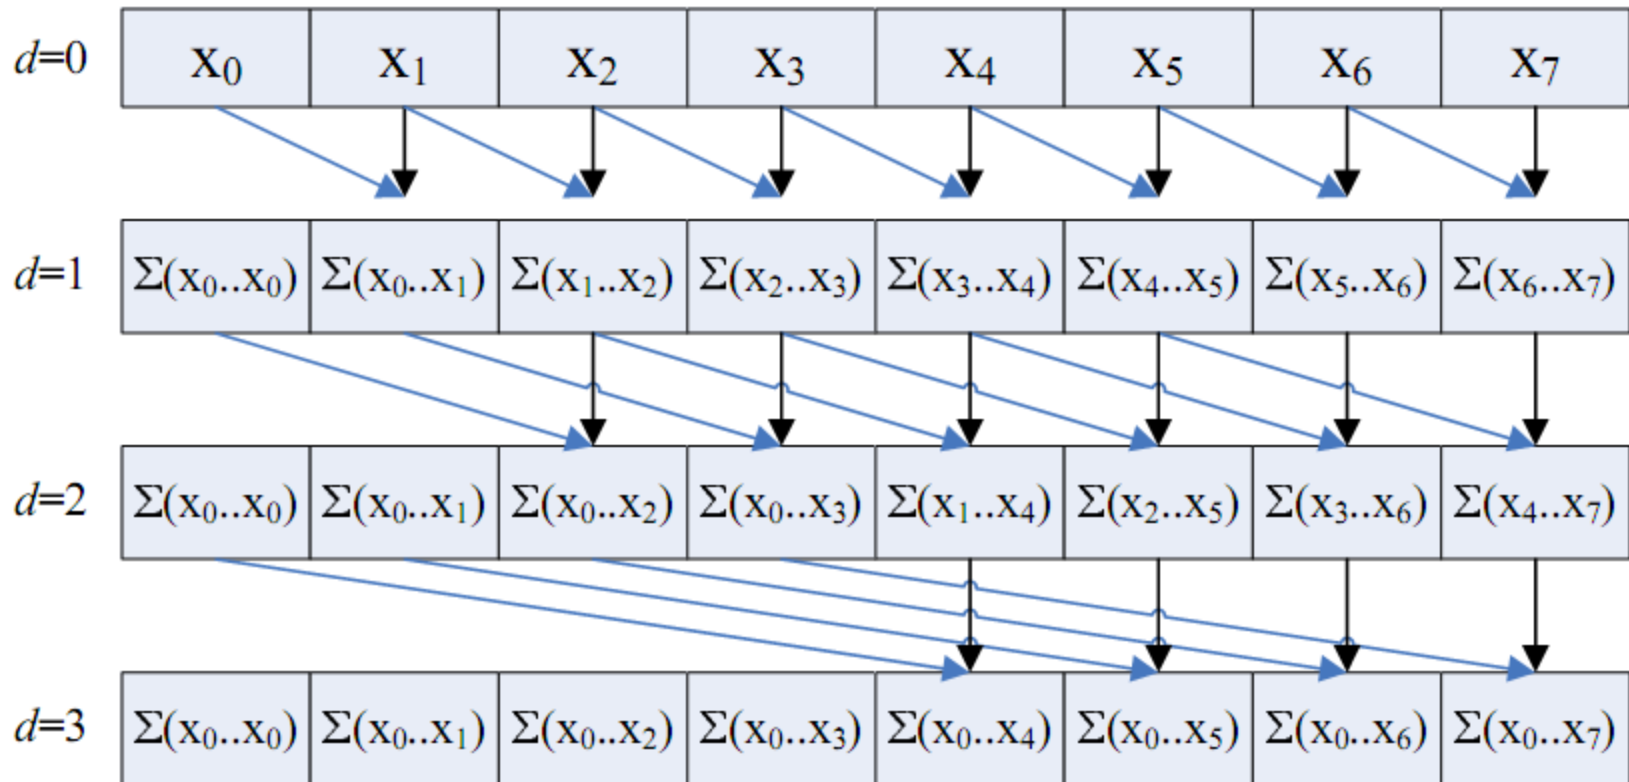 d=0 x₀ x₁ x₂ x₃ x₄ x₅ x₆ x₇
d=1 Σ(x₀..x₀) Σ(x₀..x₁) Σ(x₁..x₂) Σ(x₂..x₃) Σ(x₃..x₄) Σ(x₄..x₅) Σ(x₅..x₆) Σ(x₆..x₇)
d=2 Σ(x₀..x₀) Σ(x₀..x₁) Σ(x₀..x₂) Σ(x₀..x₃) Σ(x₁..x₄) Σ(x₂..x₅) Σ(x₃..x₆) Σ(x₄..x₇)
d=3 Σ(x₀..x₀) Σ(x₀..x₁) Σ(x₀..x₂) Σ(x₀..x₃) Σ(x₀..x₄) Σ(x₀..x₅) Σ(x₀..x₆) Σ(x₀..x₇)